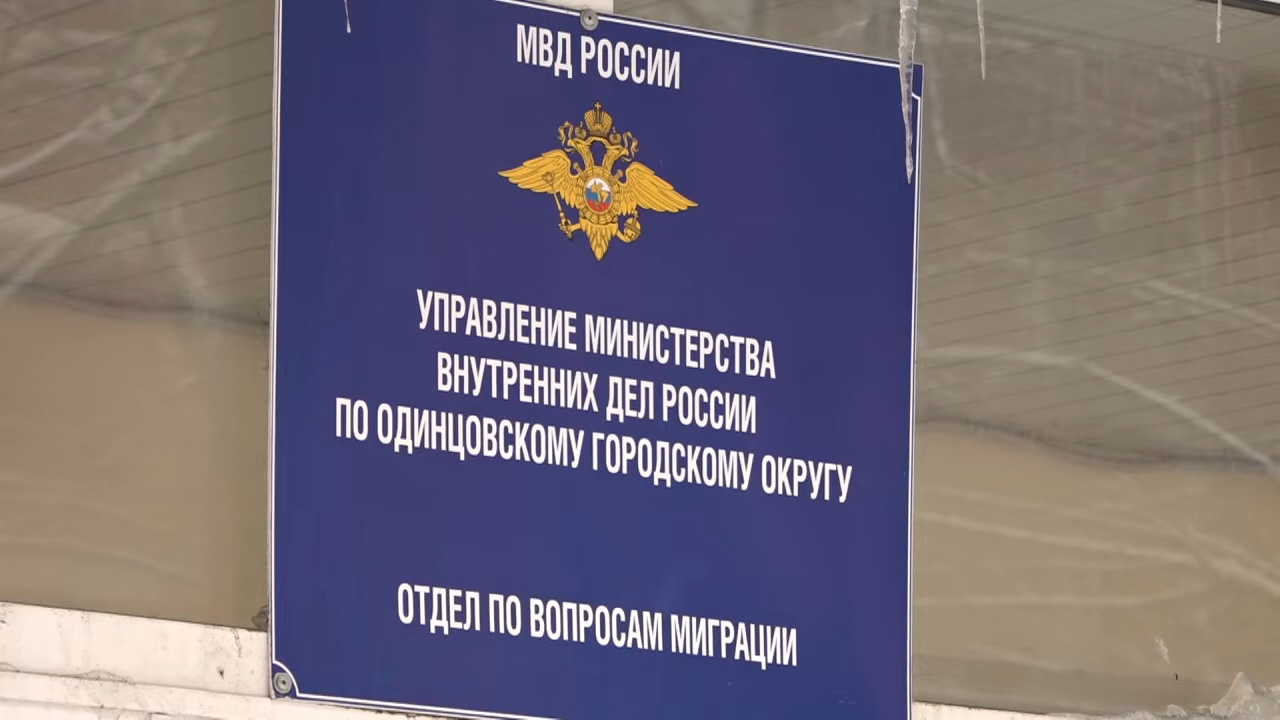 МВД РОССИИ
УПРАВЛЕНИЕ МИНИСТЕРСТВА
ВНУТРЕННИХ ДЕЛ РОССИИ
ПО ОДИНЦОВСКОМУ ГОРОДСКОМУ ОКРУГУ
ОТДЕЛ ПО ВОПРОСАМ МИГРАЦИИ